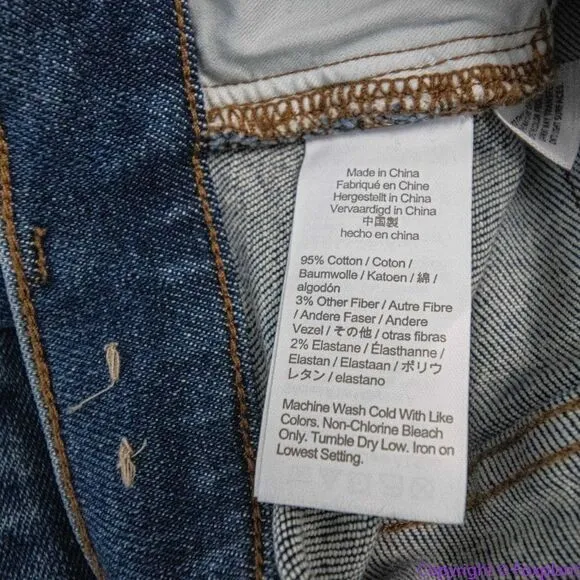 Made in China
Fabriqué en Chine
Hergestellt in China
Vervaardigd in China
中国製
hecho en china
95% Cotton / Coton /
Baumwolle / Katoen / 綿 /
algodón
3% Other Fiber / Autre Fibre
/ Andere Faser / Andere
Vezel / その他 / otras fibras
2% Elastane / Élasthanne /
Elastan / Elastaan / ポリウ
レタン / elastano
Machine Wash Cold With Like
Colors. Non-Chlorine Bleach
Only. Tumble Dry Low. Iron on
Lowest Setting.